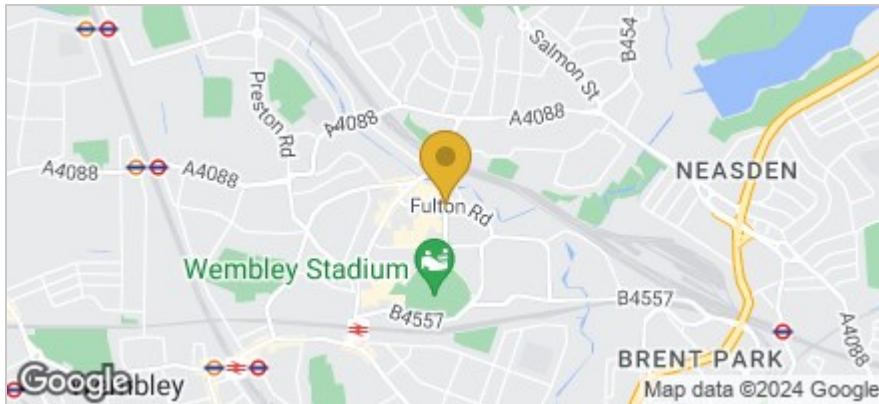 Salmon St
B454
Preston Rd
A4088
A4088
A4088
NEASDEN
Fulton Rd
Wembley Stadium
B4557
B4557
A4088
BRENT PARK
Google
Map data ©2024 Google